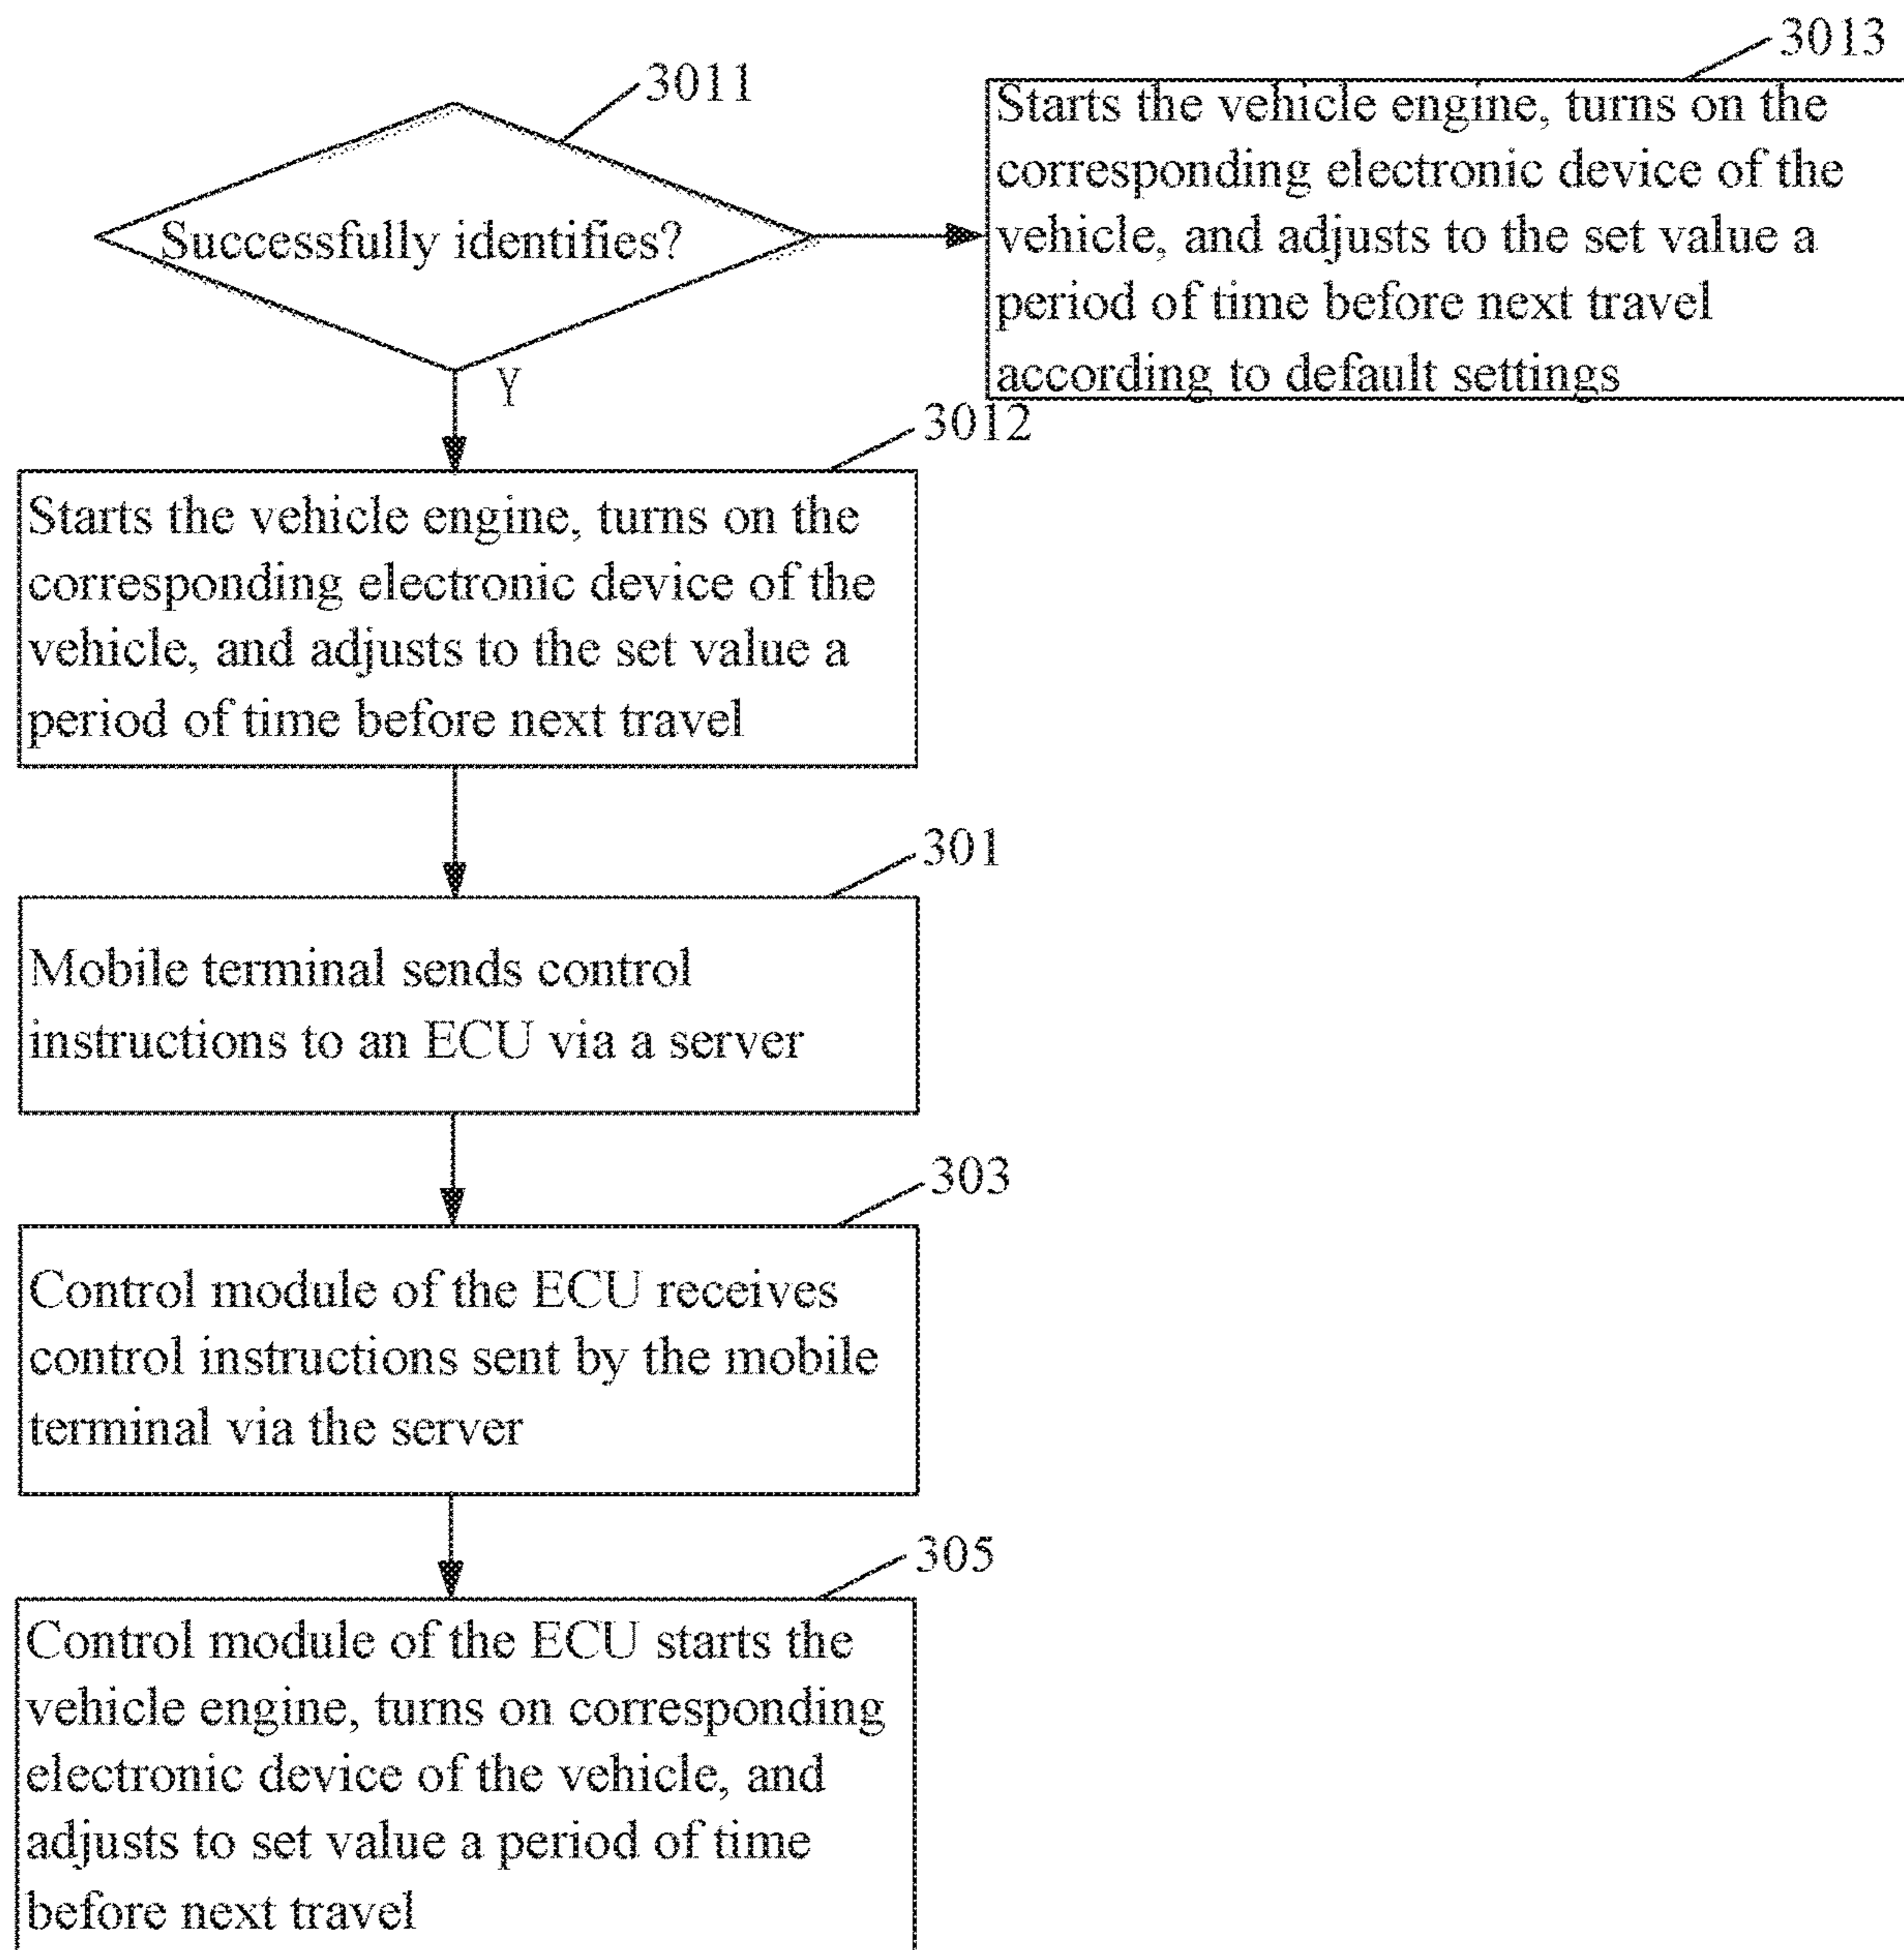 3011
Successfully identifies?
Y
3013
Starts the vehicle engine, turns on the
corresponding electronic device of the
vehicle, and adjusts to the set value a
period of time before next travel
according to default settings
3012
Starts the vehicle engine, turns on the
corresponding electronic device of the
vehicle, and adjusts to the set value a
period of time before next travel
301
Mobile terminal sends control
instructions to an ECU via a server
303
Control module of the ECU receives
control instructions sent by the mobile
terminal via the server
305
Control module of the ECU starts the
vehicle engine, turns on corresponding
electronic device of the vehicle, and
adjusts to set value a period of time
before next travel